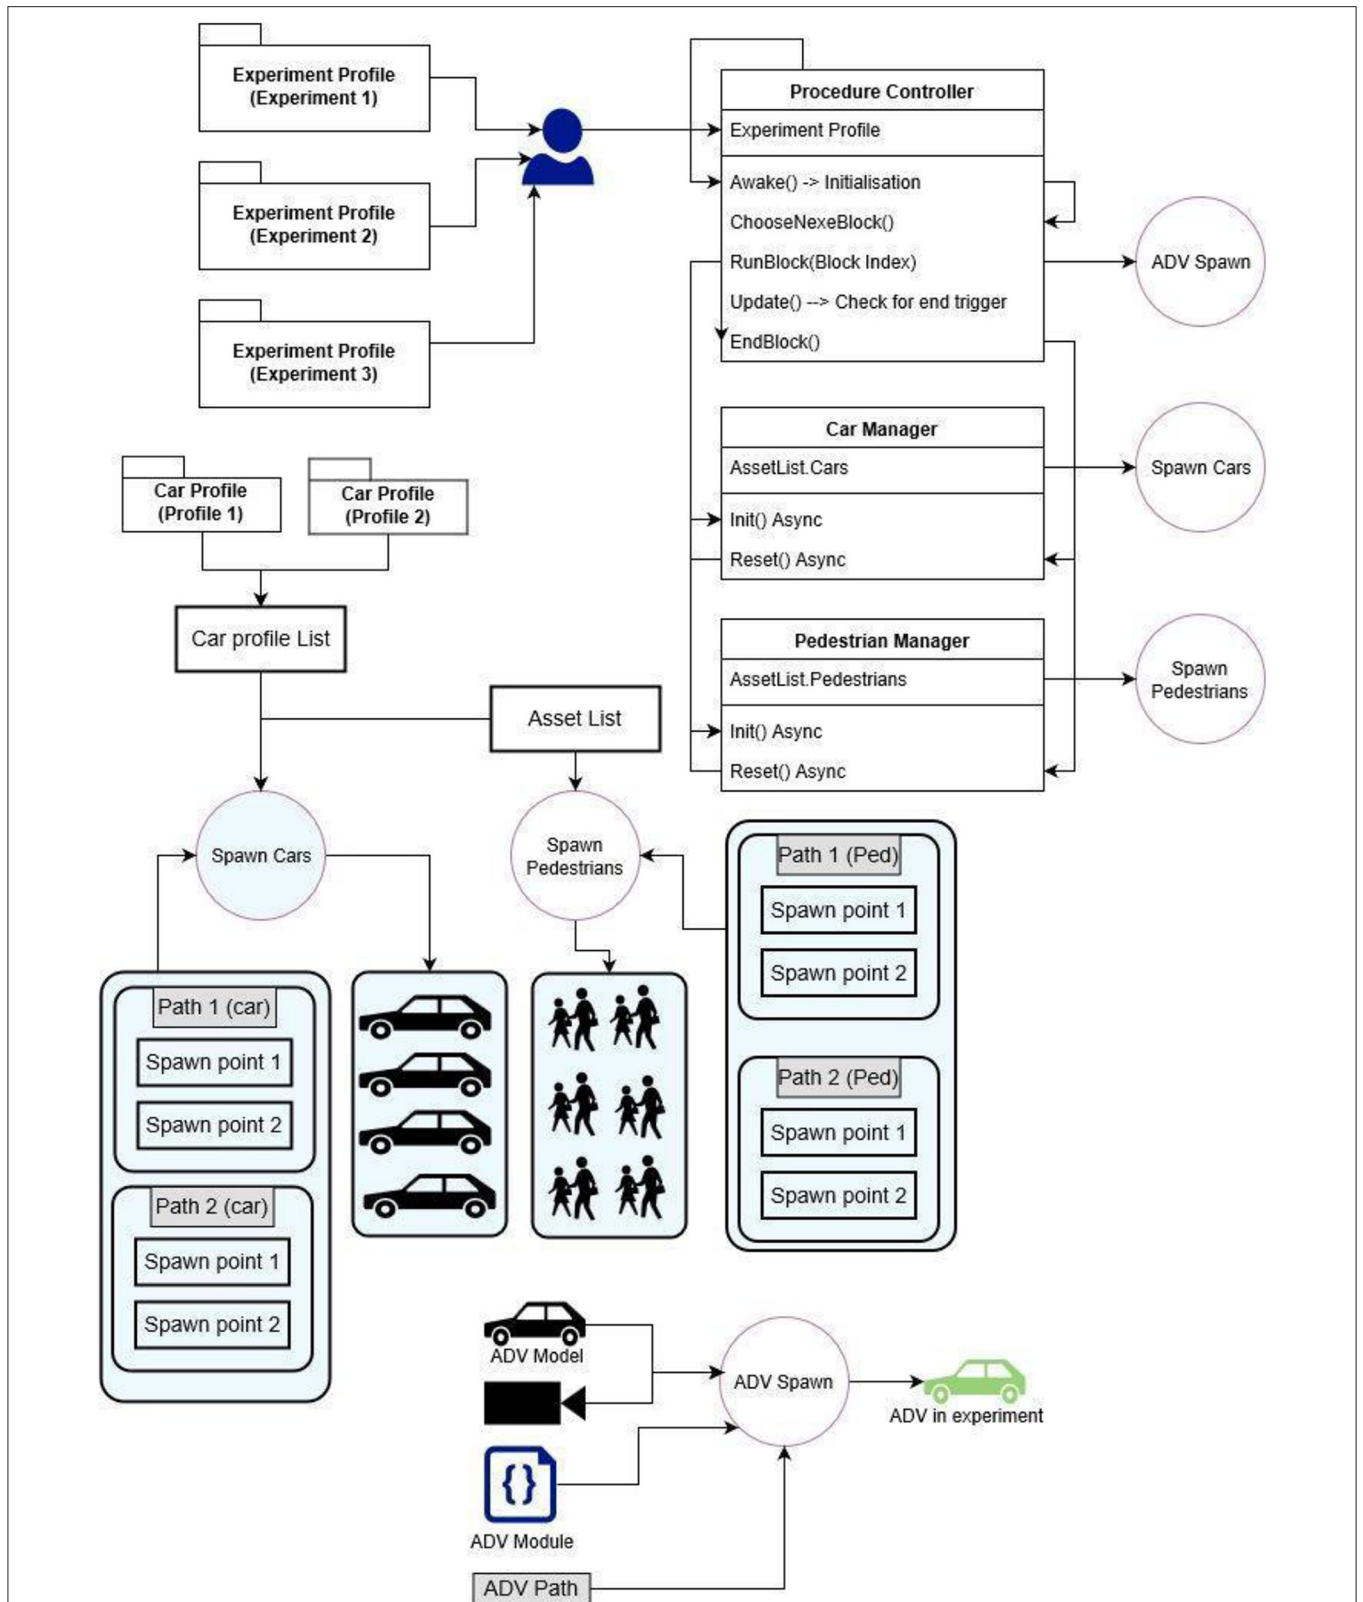 Experiment Profile
(Experiment 1)
Experiment Profile
(Experiment 2)
Experiment Profile
(Experiment 3)
Procedure Controller
Experiment Profile
Awake() -> Initialisation
ChooseNexeBlock()
RunBlock(Block Index)
Update() --> Check for end trigger
EndBlock()
ADV Spawn
Car Manager
AssetList.Cars
Init() Async
Reset() Async
Spawn Cars
Pedestrian Manager
AssetList.Pedestrians
Init() Async
Reset() Async
Spawn
Pedestrians
Car Profile
(Profile 1)
Car Profile
(Profile 2)
Car profile List
Asset List
Spawn Cars
Spawn
Pedestrians
Path 1 (Ped)
Spawn point 1
Spawn point 2
Path 2 (Ped)
Spawn point 1
Spawn point 2
Path 1 (car)
Spawn point 1
Spawn point 2
Path 2 (car)
Spawn point 1
Spawn point 2
ADV Model
{}
ADV Module
ADV Path
ADV Spawn
ADV in experiment